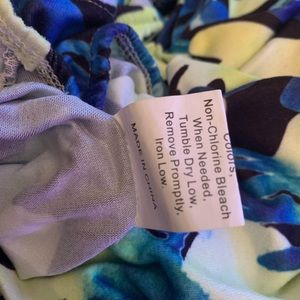 Colors,
Non-Chlorine Bleach
When Needed,
Tumble Dry Low,
Remove Promptly.
Iron Low.
MADE IN CHINA